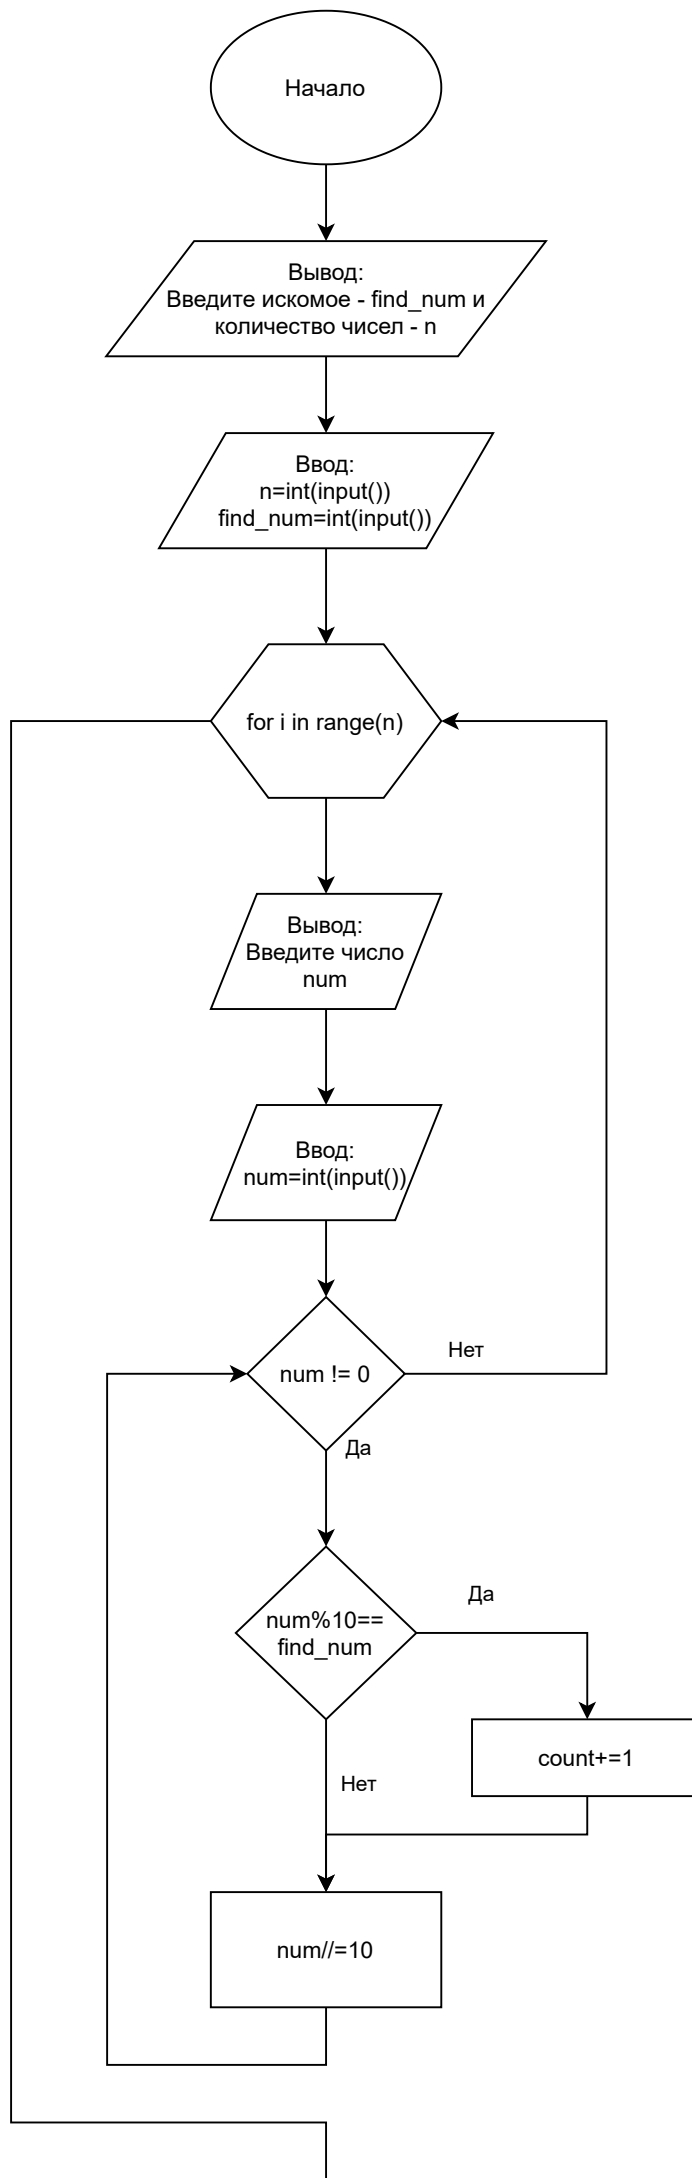 Начало
Вывод:
Введите искомое - find_num и
количество чисел - n
Ввод:
n=int(input())
find_num=int(input())
for i in range(n)
Вывод:
Введите число
num
Ввод:
num=int(input())
num != 0
Нет
Да
num%10==
find_num
Да
count+=1
Нет
num//=10